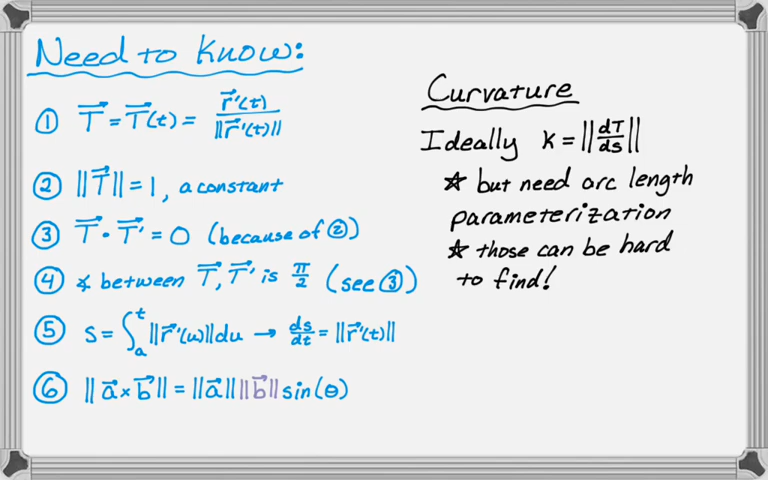 Need to Know:
① T⃗ = T⃗(t) = r⃗'(t) / ||r⃗'(t)||
② ||T⃗|| = 1, a constant
③ T⃗ · T⃗' = 0 (because of ②)
④ ∡ between T⃗, T⃗' is π/2 (see ③)
⑤ s = ∫ₐᵗ ||r⃗'(u)|| du → ds/dt = ||r⃗'(t)||
⑥ ||a⃗ × b⃗|| = ||a⃗|| ||b⃗|| sin(θ)
Curvature
Ideally K = ||dT/ds||
☆ but need arc length
parameterization
☆ those can be hard
to find!